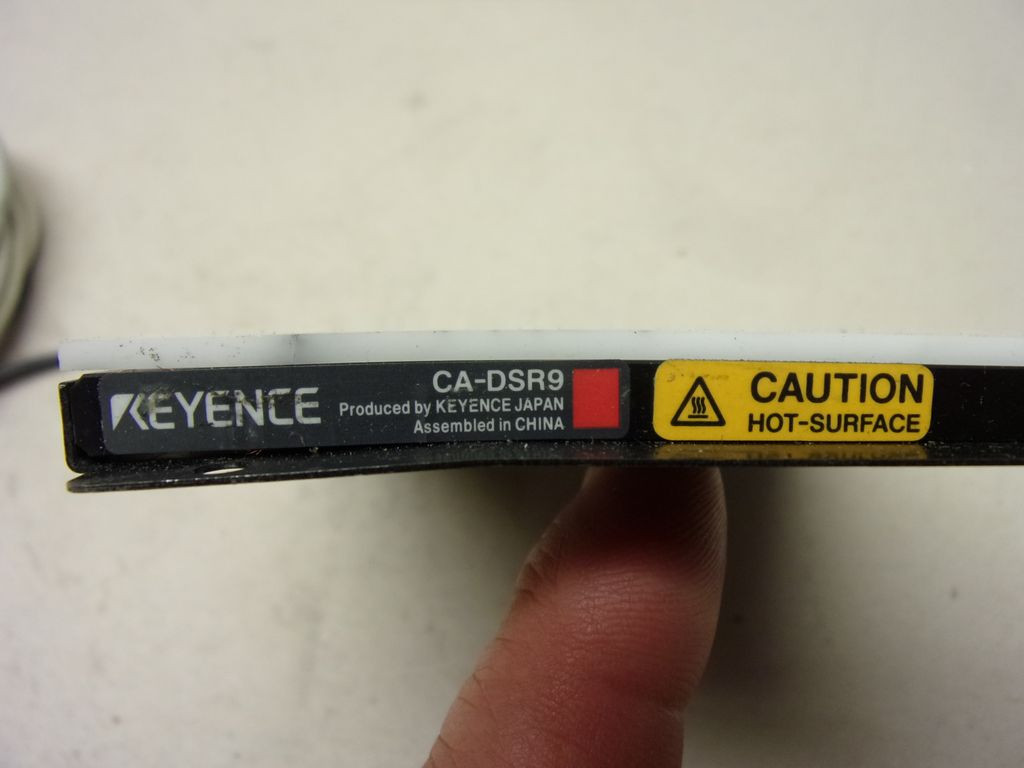 KEYENCE
CA-DSR9
Produced by KEYENCE JAPAN
Assembled in CHINA
CAUTION
HOT-SURFACE